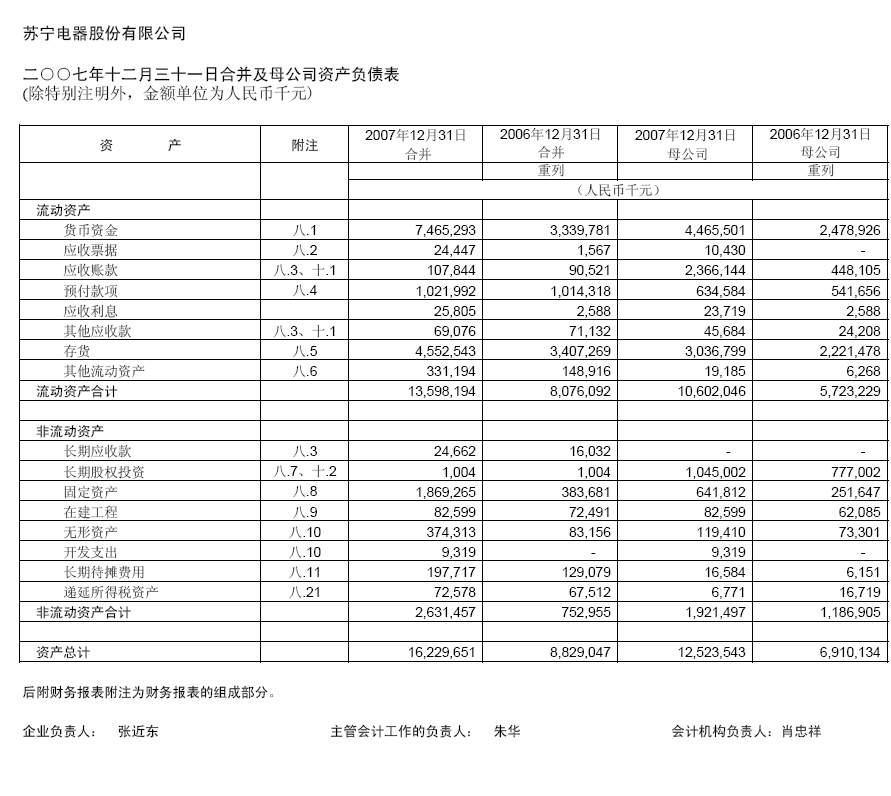 苏宁电器股份有限公司
二〇〇七年十二月三十一日合并及母公司资产负债表
(除特别注明外，金额单位为人民币千元)
资 产 附注 2007年12月31日 合并 2006年12月31日 合并 2007年12月31日 母公司 2006年12月31日 母公司
重列 重列
（人民币千元）
流动资产
货币资金 八.1 7,465,293 3,339,781 4,465,501 2,478,926
应收票据 八.2 24,447 1,567 10,430 -
应收账款 八.3、十.1 107,844 90,521 2,366,144 448,105
预付款项 八.4 1,021,992 1,014,318 634,584 541,656
应收利息 25,805 2,588 23,719 2,588
其他应收款 八.3、十.1 69,076 71,132 45,684 24,208
存货 八.5 4,552,543 3,407,269 3,036,799 2,221,478
其他流动资产 八.6 331,194 148,916 19,185 6,268
流动资产合计 13,598,194 8,076,092 10,602,046 5,723,229
非流动资产
长期应收款 八.3 24,662 16,032 - -
长期股权投资 八.7、十.2 1,004 1,004 1,045,002 777,002
固定资产 八.8 1,869,265 383,681 641,812 251,647
在建工程 八.9 82,599 72,491 82,599 62,085
无形资产 八.10 374,313 83,156 119,410 73,301
开发支出 八.10 9,319 - 9,319 -
长期待摊费用 八.11 197,717 129,079 16,584 6,151
递延所得税资产 八.21 72,578 67,512 6,771 16,719
非流动资产合计 2,631,457 752,955 1,921,497 1,186,905
资产总计 16,229,651 8,829,047 12,523,543 6,910,134
后附财务报表附注为财务报表的组成部分。
企业负责人： 张近东 主管会计工作的负责人： 朱华 会计机构负责人：肖忠祥